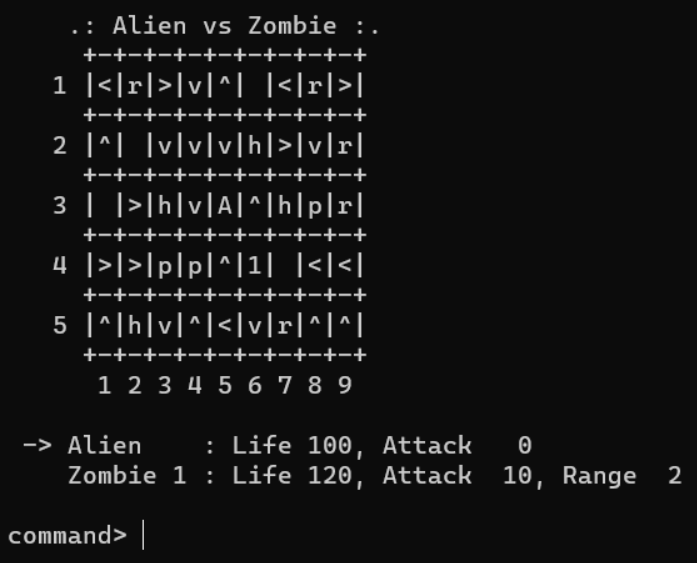 .: Alien vs Zombie :.
+-+-+-+-+-+-+-+-+-+
1 |<|r|>|v|^| |<|r|>|
+-+-+-+-+-+-+-+-+-+
2 |^| |v|v|v|h|>|v|r|
+-+-+-+-+-+-+-+-+-+
3 | |>|h|v|A|^|h|p|r|
+-+-+-+-+-+-+-+-+-+
4 |>|>|p|p|^|1| |<|<|
+-+-+-+-+-+-+-+-+-+
5 |^|h|v|^|<|v|r|^|^|
+-+-+-+-+-+-+-+-+-+
1 2 3 4 5 6 7 8 9
-> Alien    : Life 100, Attack   0
Zombie 1 : Life 120, Attack  10, Range  2
command>